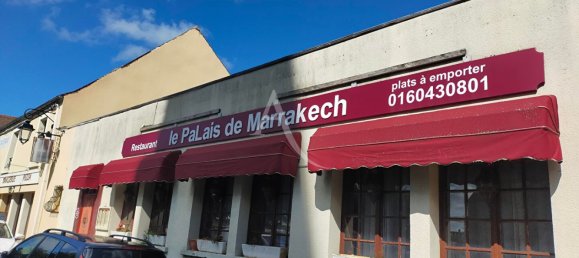 Restaurant le PaLais de Marrakech
plats à emporter
0160430801